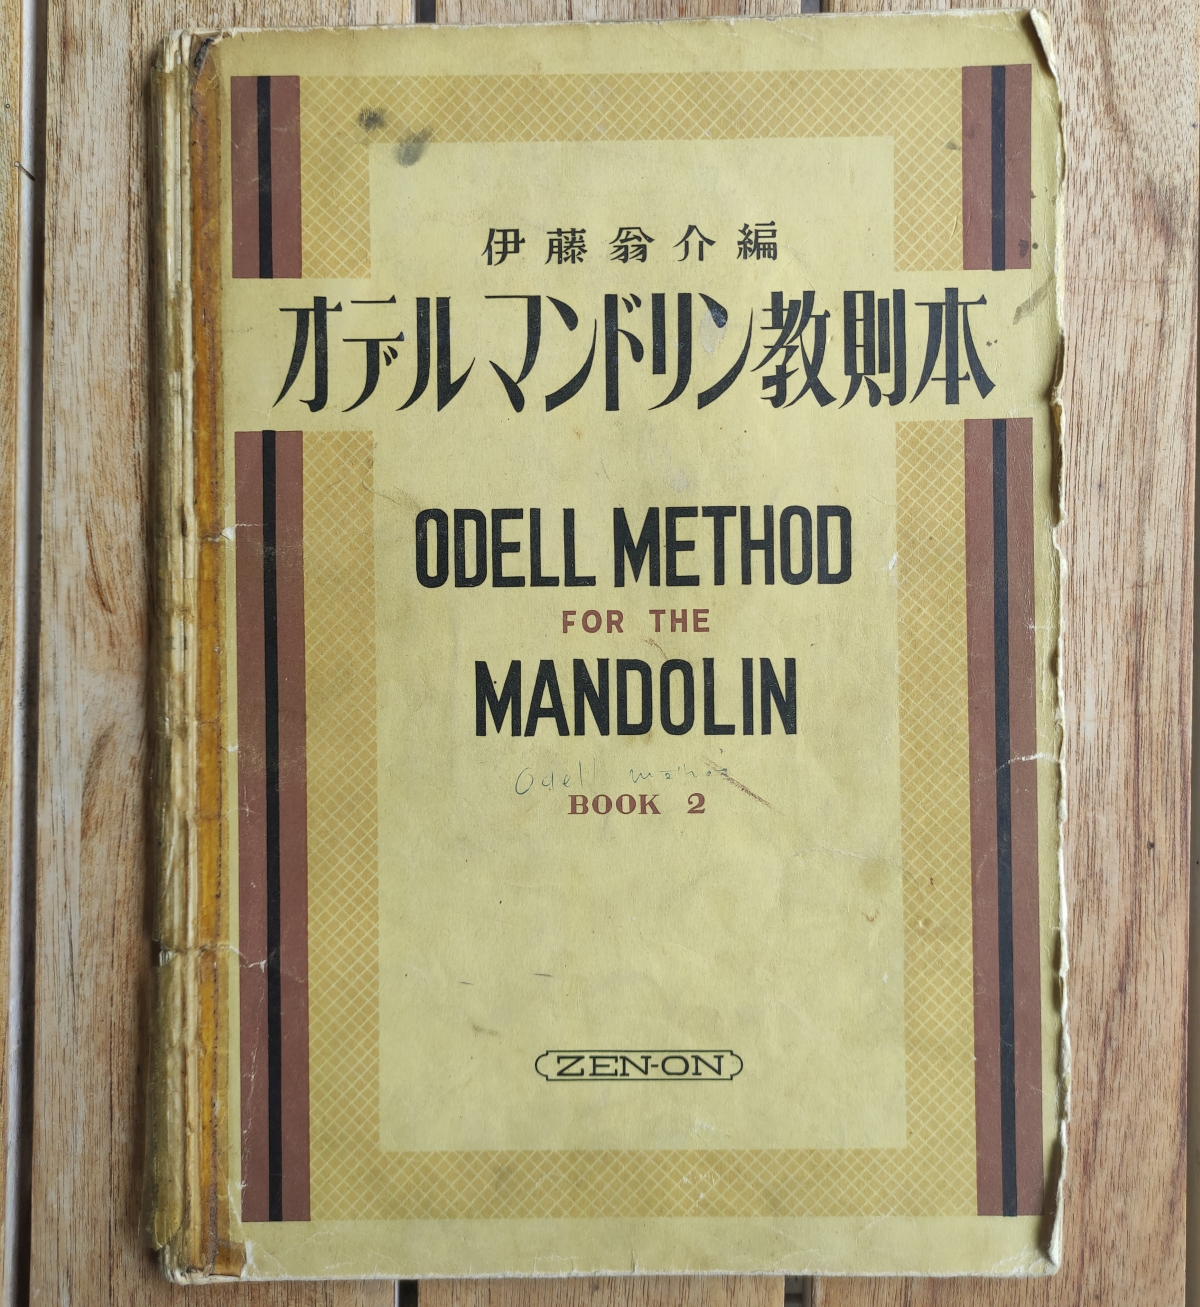 伊藤翁介編
オデルマンドリン教則本
ODELL METHOD
FOR THE
MANDOLIN
Odell
BOOK 2
ZEN-ON